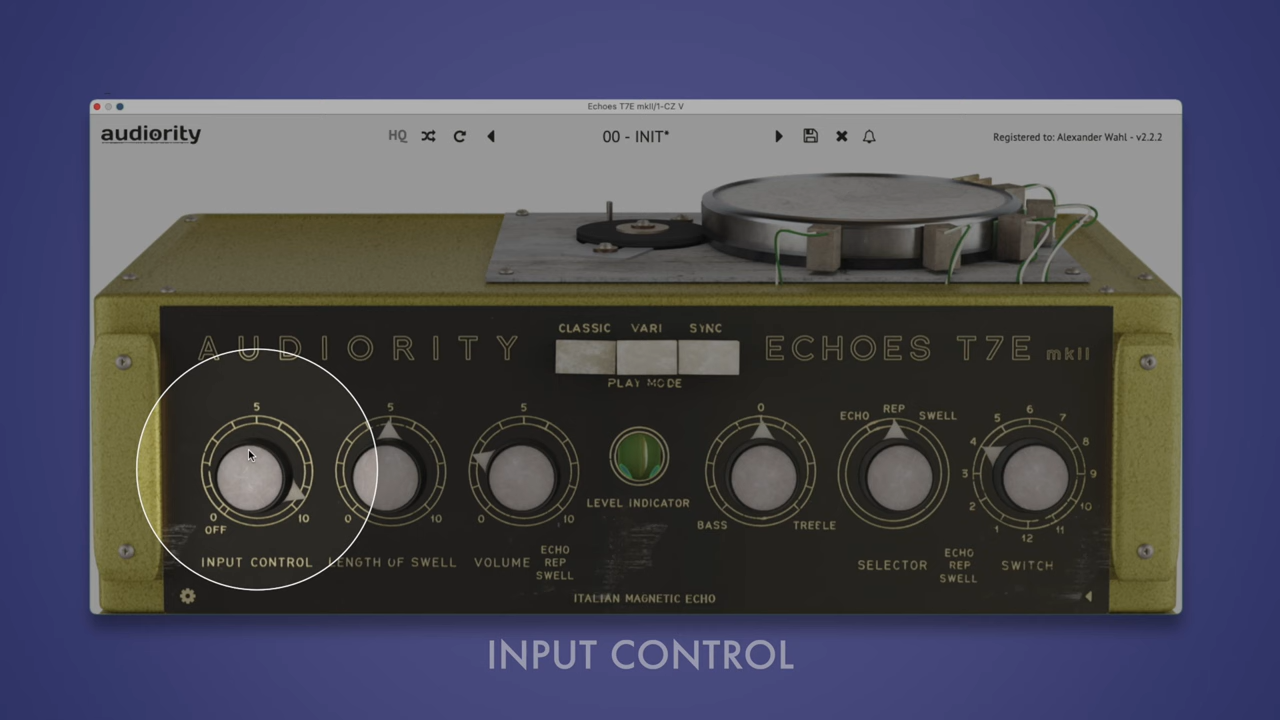 Echoes T7E mkII/1-CZ V
audiority
HQ
00 - INIT*
Registered to: Alexander Wahl - v2.2.2
AUDIORITY
CLASSIC VARI SYNC
PLAY MODE
ECHOES T7E mkII
5
0
10
OFF
INPUT CONTROL
5
0
10
LENGTH OF SWELL
5
0
10
VOLUME
ECHO
REP
SWELL
LEVEL INDICATOR
0
BASS
TREBLE
ECHO REP SWELL
SELECTOR
ECHO
REP
SWELL
1 2 3 4 5 6 7 8 9 10 11 12
SWITCH
ITALIAN MAGNETIC ECHO
INPUT CONTROL